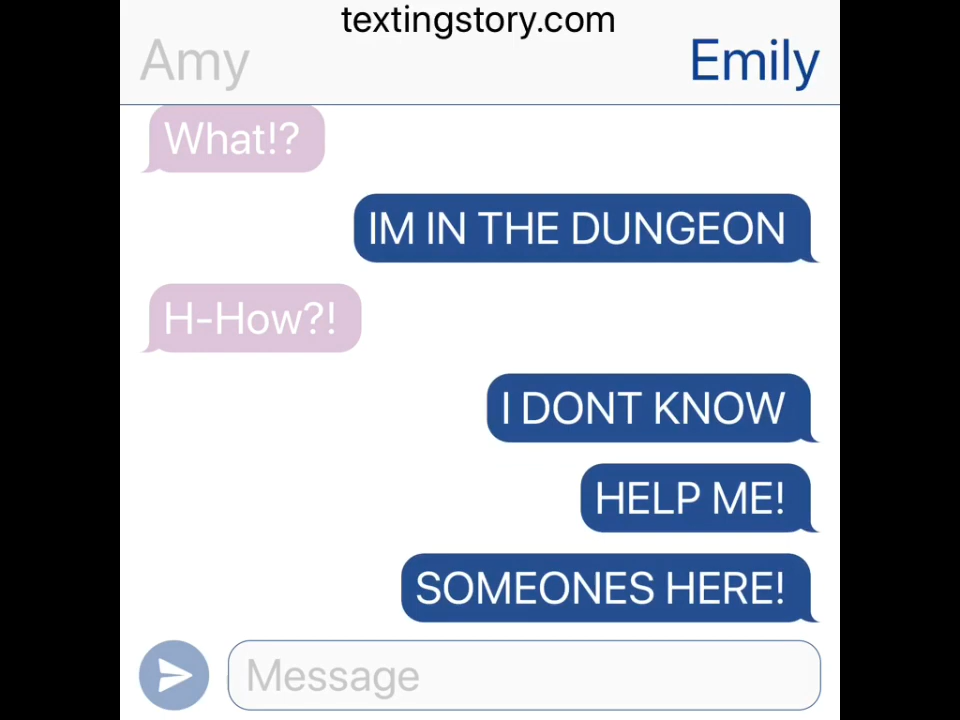 textingstory.com
Amy Emily
What!?
IM IN THE DUNGEON
H-How?!
I DONT KNOW
HELP ME!
SOMEONES HERE!
Message